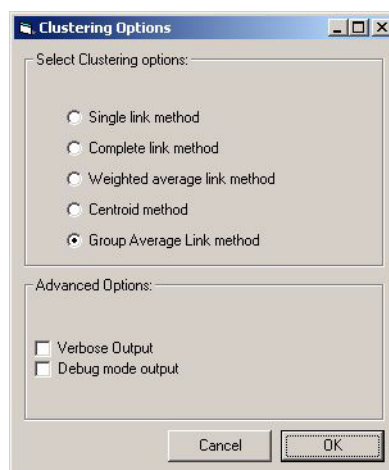 Clustering Options
Select Clustering options:
Single link method
Complete link method
Weighted average link method
Centroid method
Group Average Link method
Advanced Options:
Verbose Output
Debug mode output
Cancel
OK